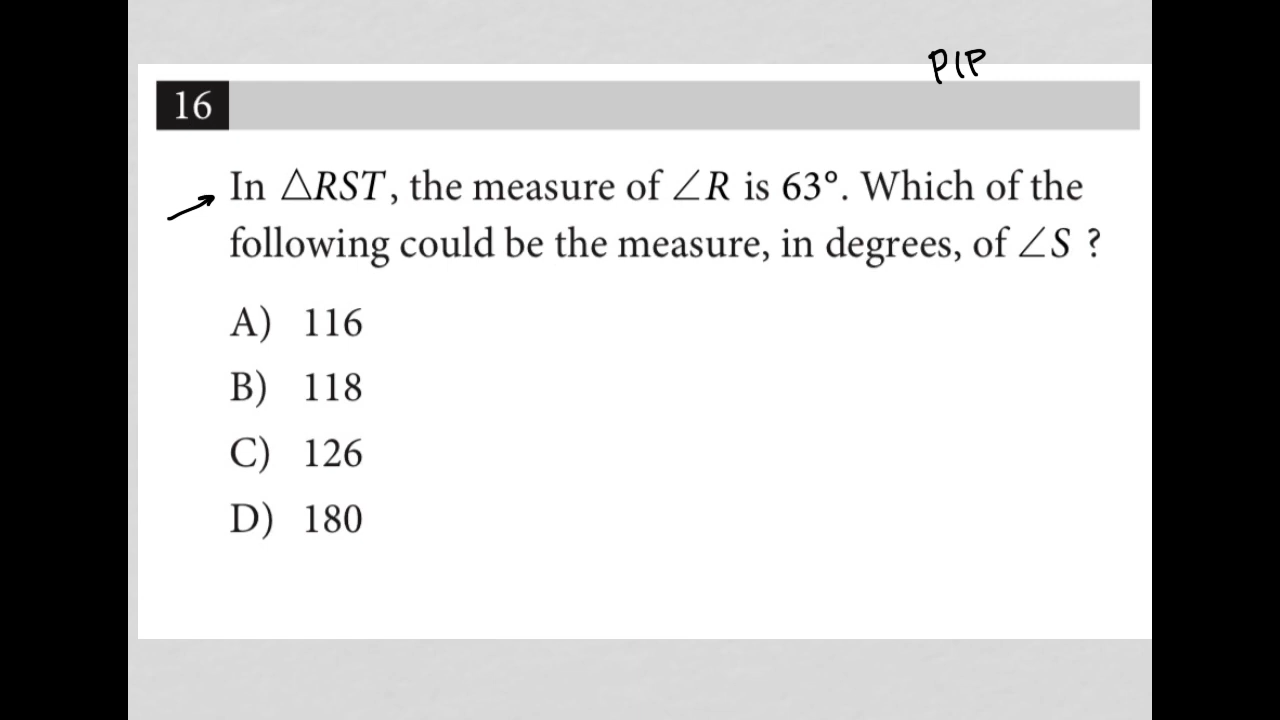 PIP
16
In △RST, the measure of ∠R is 63°. Which of the
following could be the measure, in degrees, of ∠S ?
A) 116
B) 118
C) 126
D) 180